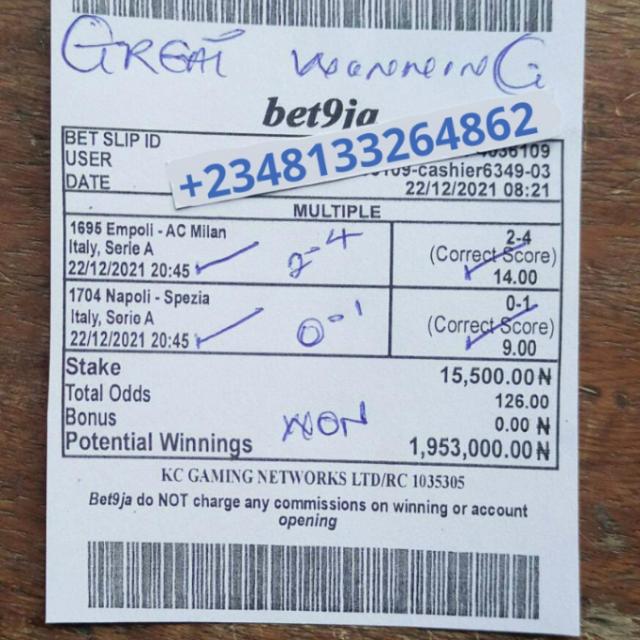 GREAT WONNNING
bet9ja
BET SLIP ID
+2348133264862
USER 109-cashier6349-03
DATE 22/12/2021 08:21
MULTIPLE
1695 Empoli - AC Milan 2-4
Italy, Serie A 2-4 (Correct Score)
22/12/2021 20:45 14.00
1704 Napoli - Spezia 0-1
Italy, Serie A 0-1 (Correct Score)
22/12/2021 20:45 9.00
Stake 15,500.00 ₦
Total Odds 126.00
Bonus WON 0.00 ₦
Potential Winnings 1,953,000.00 ₦
KC GAMING NETWORKS LTD/RC 1035305
Bet9ja do NOT charge any commissions on winning or account
opening